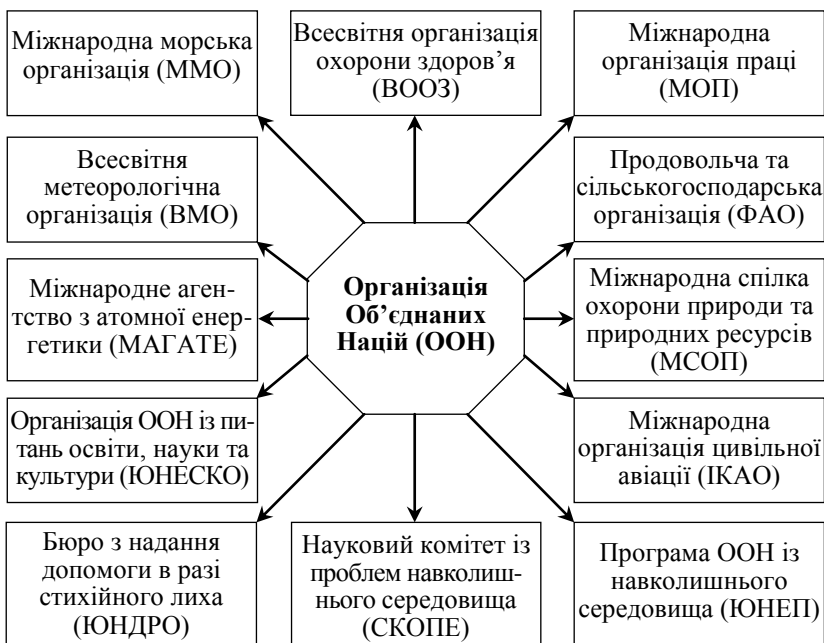 Міжнародна морська
організація (ММО)
Всесвітня організація
охорони здоров’я
(ВООЗ)
Міжнародна
організація праці
(МОП)
Всесвітня
метеорологічна
організація (ВМО)
Продовольча та
сільськогосподарська
організація (ФАО)
Міжнародне аген-
тство з атомної енер-
гетики (МАГАТЕ)
Організація
Об’єднаних
Націй (ООН)
Міжнародна спілка
охорони природи та
природних ресурсів
(МСОП)
Організація ООН із пи-
тань освіти, науки та
культури (ЮНЕСКО)
Міжнародна
організація цивільної
авіації (ІКАО)
Бюро з надання
допомоги в разі
стихійного лиха
(ЮНДРО)
Науковий комітет із
проблем навколиш-
нього середовища
(СКОПЕ)
Програма ООН із
навколишнього
середовища (ЮНЕП)